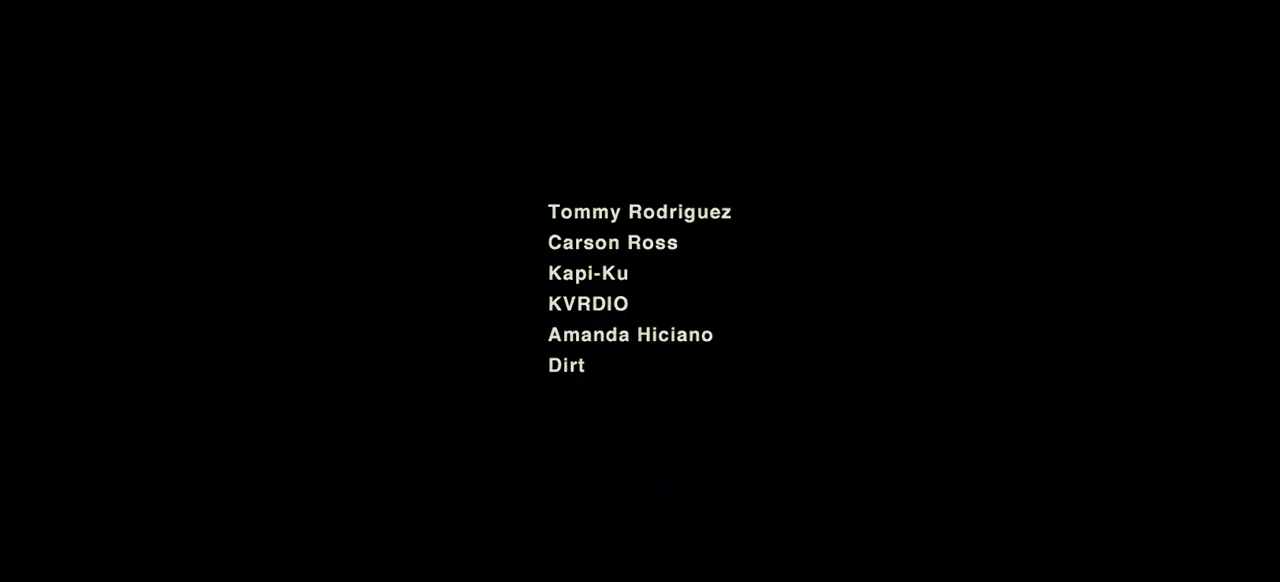 Tommy Rodriguez
Carson Ross
Kapi-Ku
KVRDIO
Amanda Hiciano
Dirt